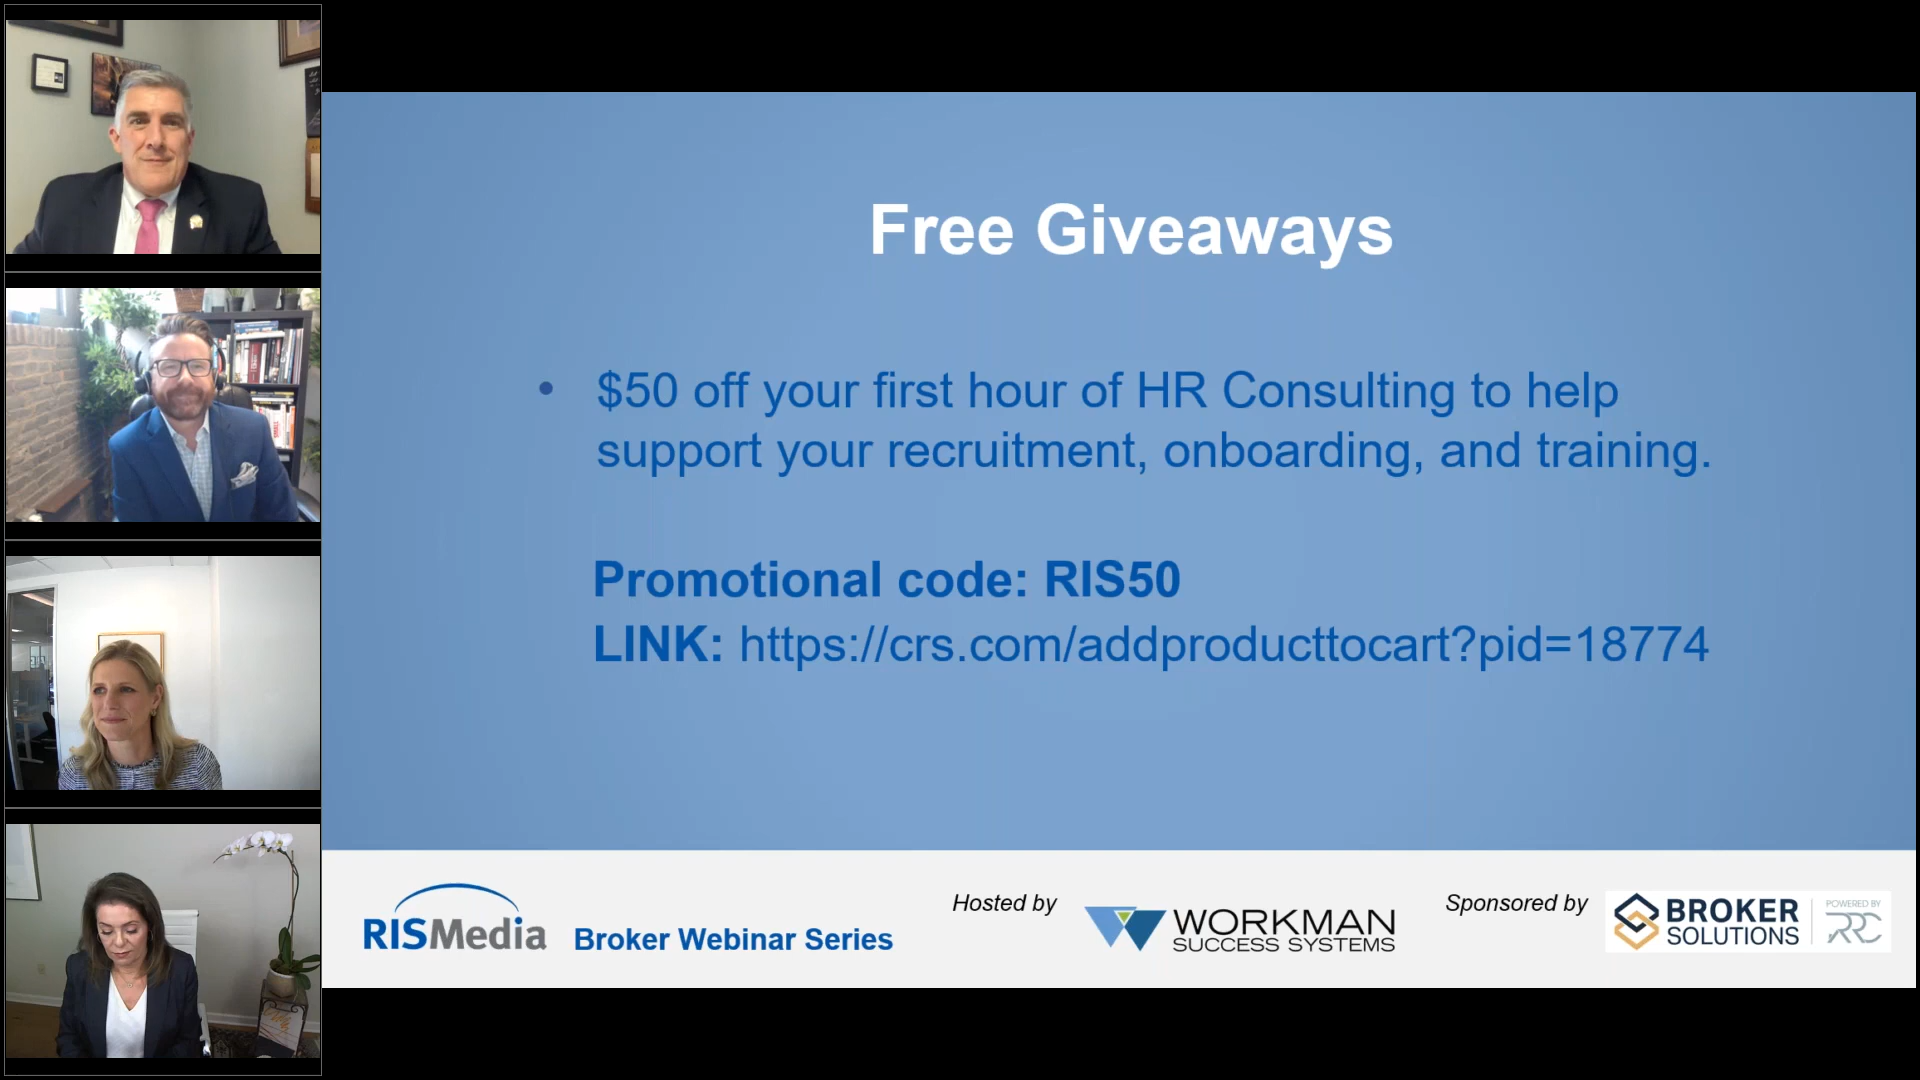 Free Giveaways
• $50 off your first hour of HR Consulting to help
support your recruitment, onboarding, and training.
Promotional code: RIS50
LINK: https://crs.com/addproducttocart?pid=18774
RISMedia Broker Webinar Series
Hosted by
WORKMAN
SUCCESS SYSTEMS
Sponsored by
BROKER
SOLUTIONS
POWERED BY
RRC